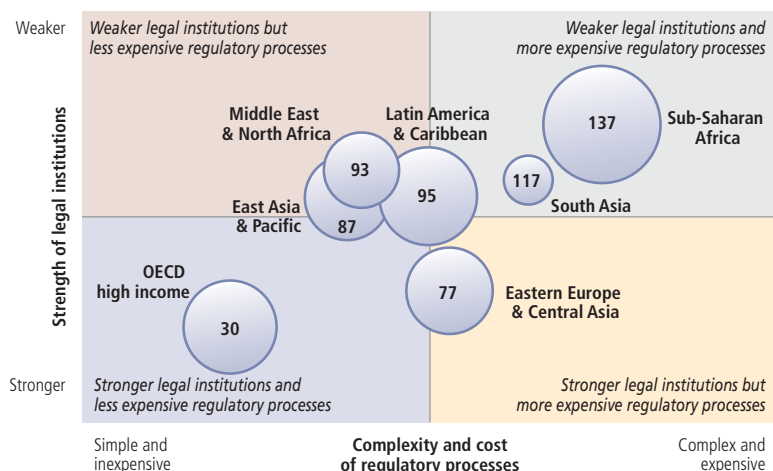 Weaker
Weaker legal institutions but
less expensive regulatory processes
Weaker legal institutions and
more expensive regulatory processes
Middle East
& North Africa
Latin America
& Caribbean
137
Sub-Saharan
Africa
93
117
95
South Asia
East Asia
& Pacific
87
Strength of legal institutions
OECD
high income
30
77
Eastern Europe
& Central Asia
Stronger
Stronger legal institutions and
less expensive regulatory processes
Stronger legal institutions but
more expensive regulatory processes
Simple and
inexpensive
Complexity and cost
of regulatory processes
Complex and
expensive